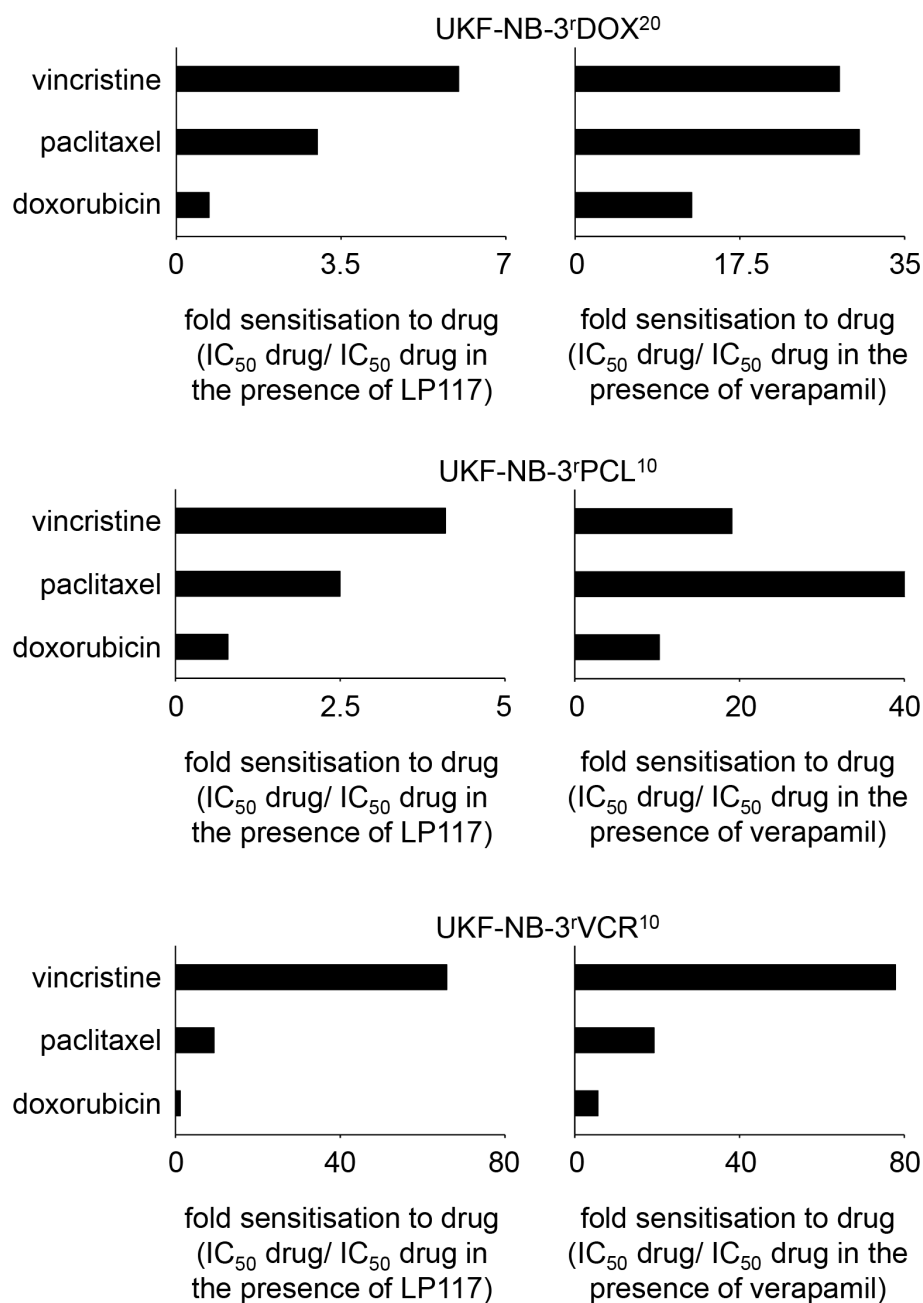 UKF-NB-3ʳDOX²⁰
vincristine
paclitaxel
doxorubicin
0 3.5 7
0 17.5 35
fold sensitisation to drug
(IC₅₀ drug/ IC₅₀ drug in
the presence of LP117)
fold sensitisation to drug
(IC₅₀ drug/ IC₅₀ drug in the
presence of verapamil)
UKF-NB-3ʳPCL¹⁰
vincristine
paclitaxel
doxorubicin
0 2.5 5
0 20 40
fold sensitisation to drug
(IC₅₀ drug/ IC₅₀ drug in
the presence of LP117)
fold sensitisation to drug
(IC₅₀ drug/ IC₅₀ drug in the
presence of verapamil)
UKF-NB-3ʳVCR¹⁰
vincristine
paclitaxel
doxorubicin
0 40 80
0 40 80
fold sensitisation to drug
(IC₅₀ drug/ IC₅₀ drug in
the presence of LP117)
fold sensitisation to drug
(IC₅₀ drug/ IC₅₀ drug in the
presence of verapamil)